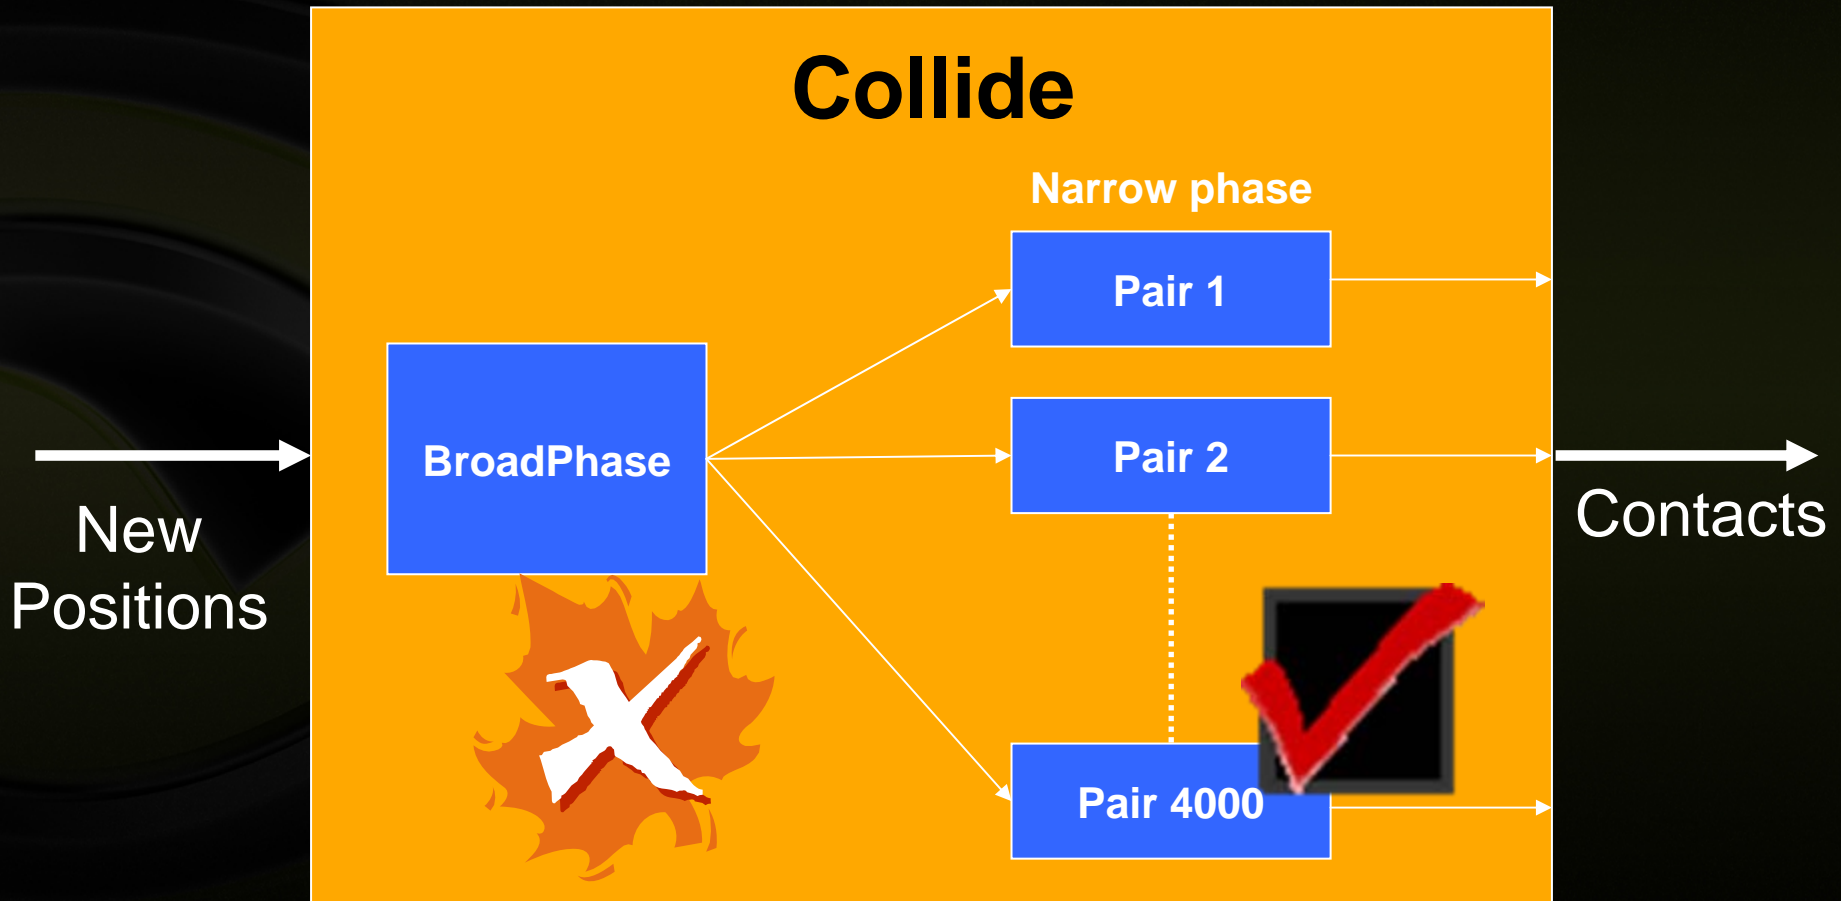 Collide
Narrow phase
Pair 1
BroadPhase
Pair 2
New
Positions
Contacts
Pair 4000